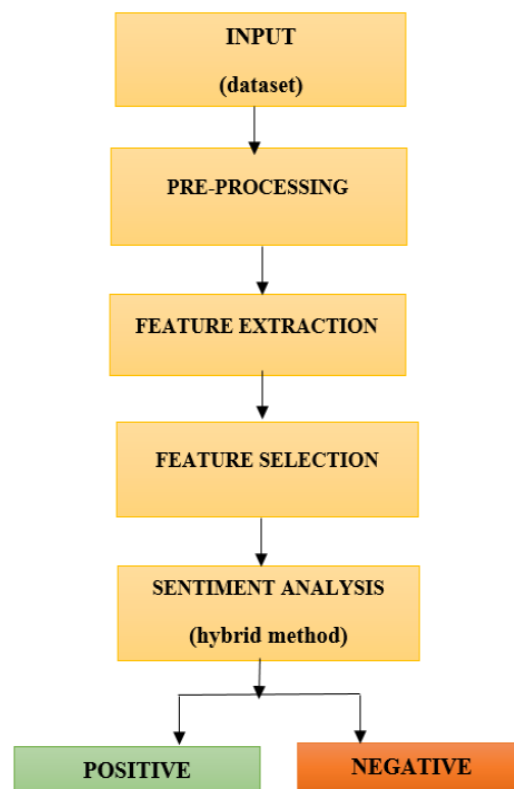 INPUT
(dataset)
PRE-PROCESSING
FEATURE EXTRACTION
FEATURE SELECTION
SENTIMENT ANALYSIS
(hybrid method)
POSITIVE
NEGATIVE